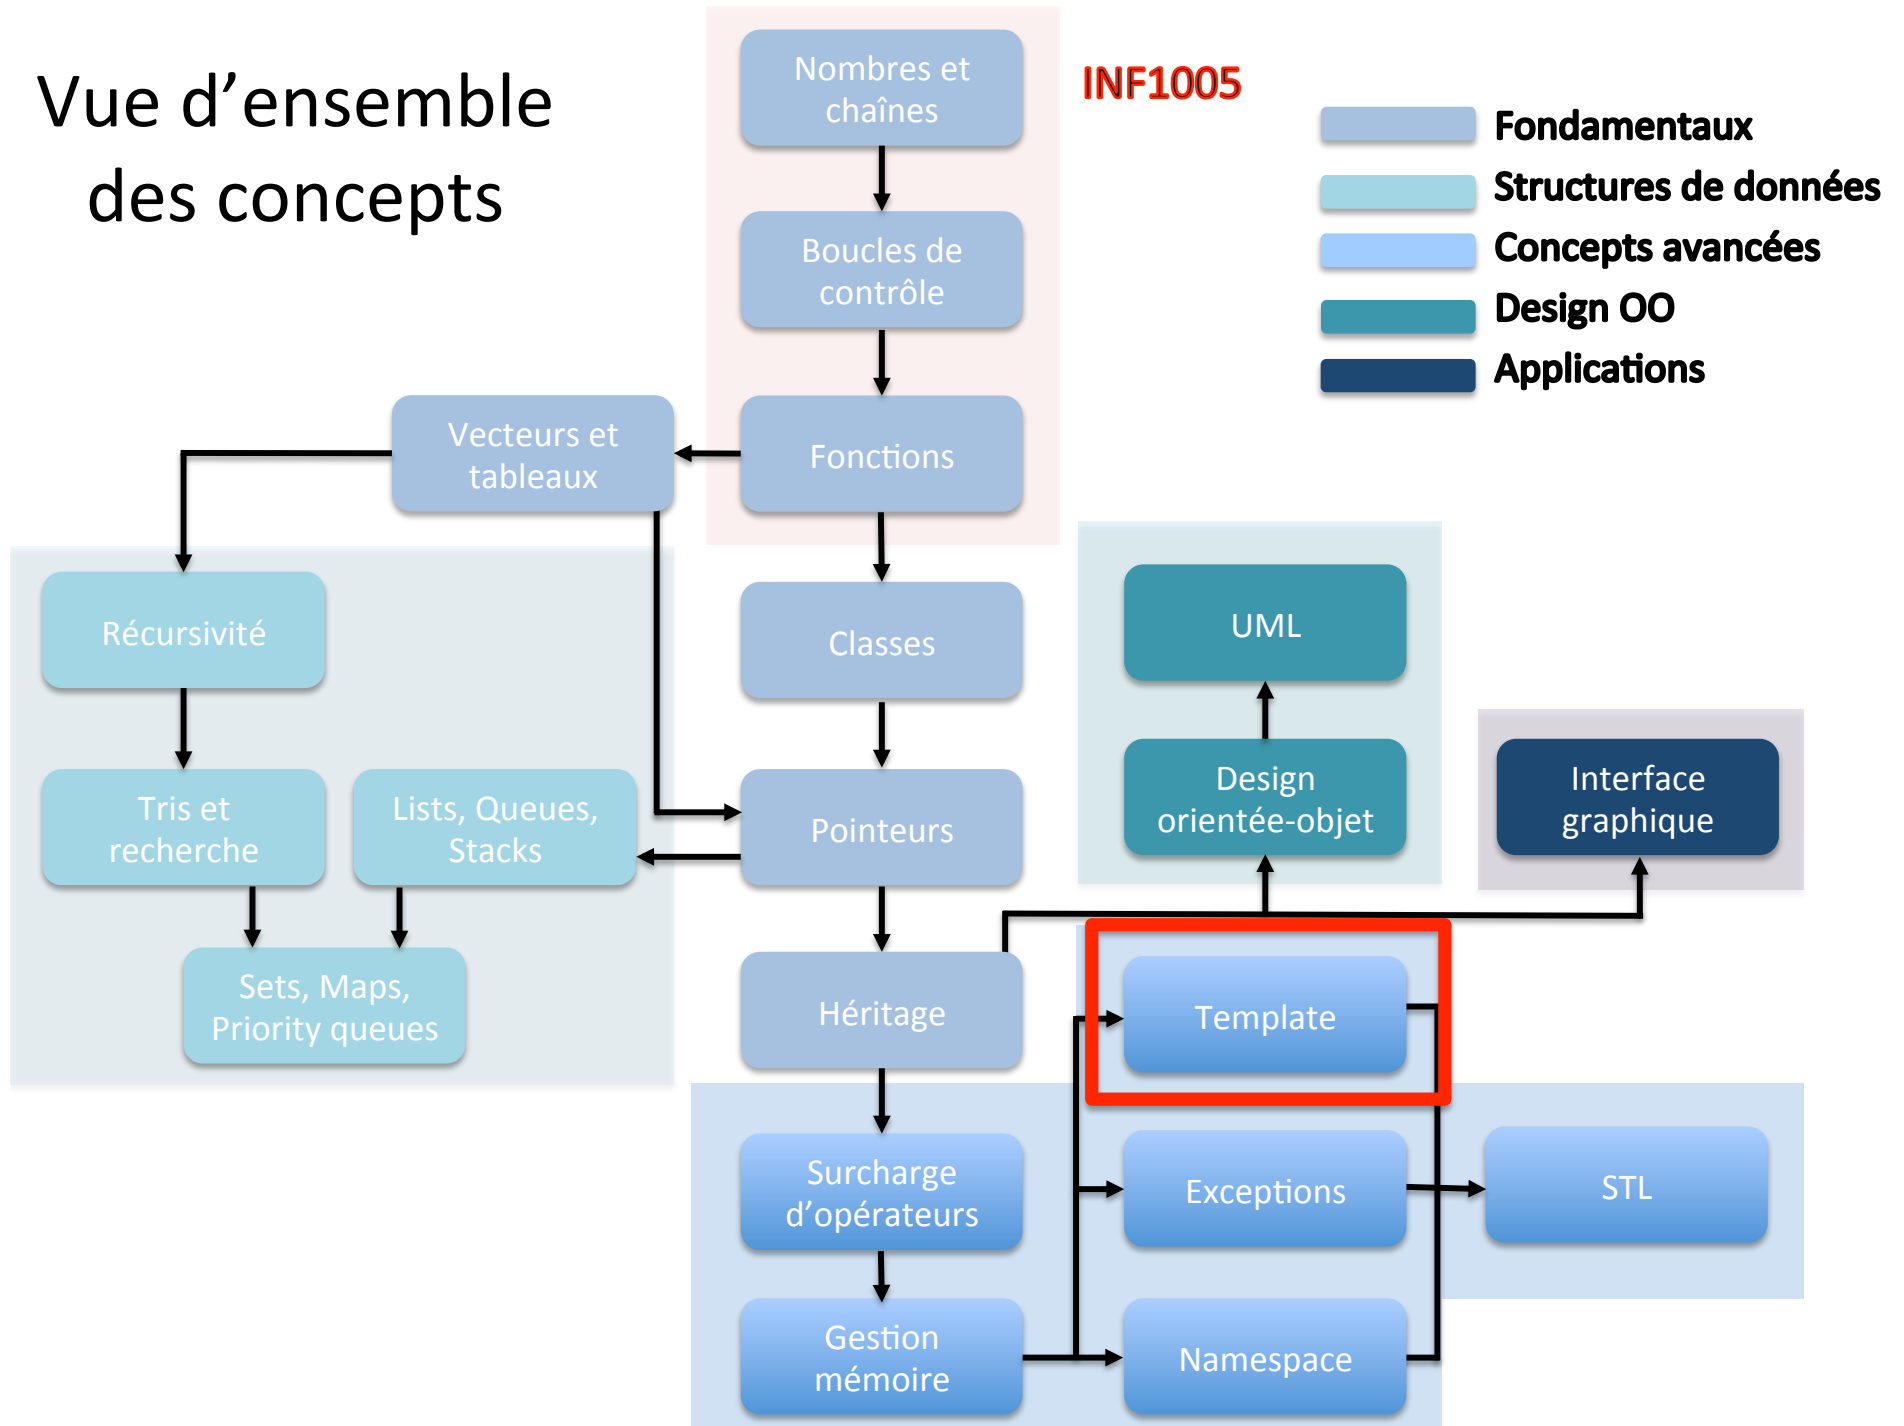 Vue d’ensemble
des concepts
Nombres et
chaînes
INF1005
Fondamentaux
Structures de données
Concepts avancées
Design OO
Applications
Boucles de
contrôle
Vecteurs et
tableaux
Fonctions
Récursivité
Classes
UML
Tris et
recherche
Lists, Queues,
Stacks
Pointeurs
Design
orientée-objet
Interface
graphique
Sets, Maps,
Priority queues
Héritage
Template
Surcharge
d’opérateurs
Exceptions
STL
Gestion
mémoire
Namespace